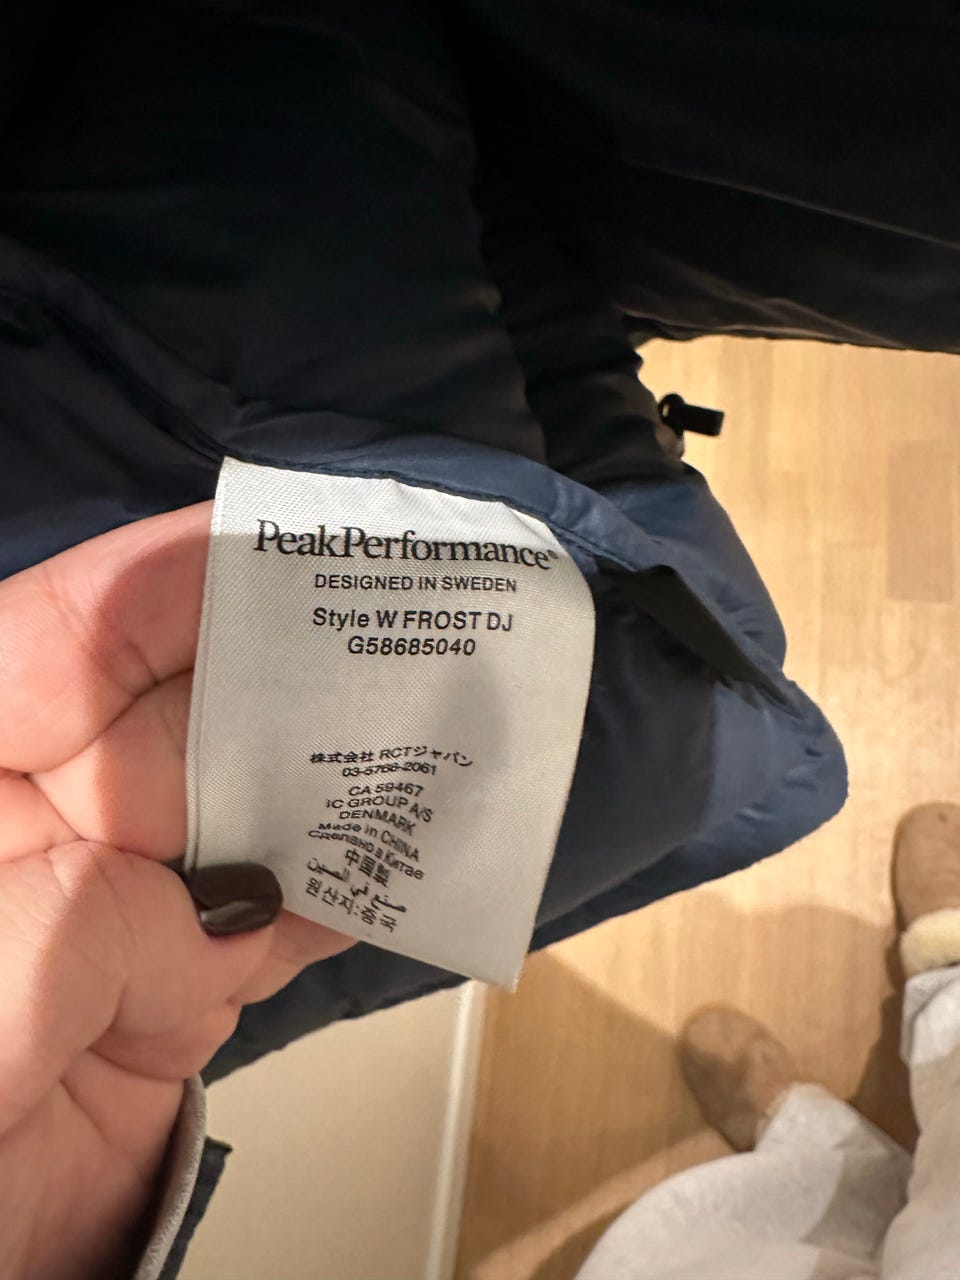 PeakPerformance®
DESIGNED IN SWEDEN
Style W FROST DJ
G58685040
株式会社 RCTジャパン
03-5768-2061
CA 59467
IC GROUP A/S
DENMARK
Made in CHINA
Сделано в Китае
中国製
صنع في الصين
원산지:중국